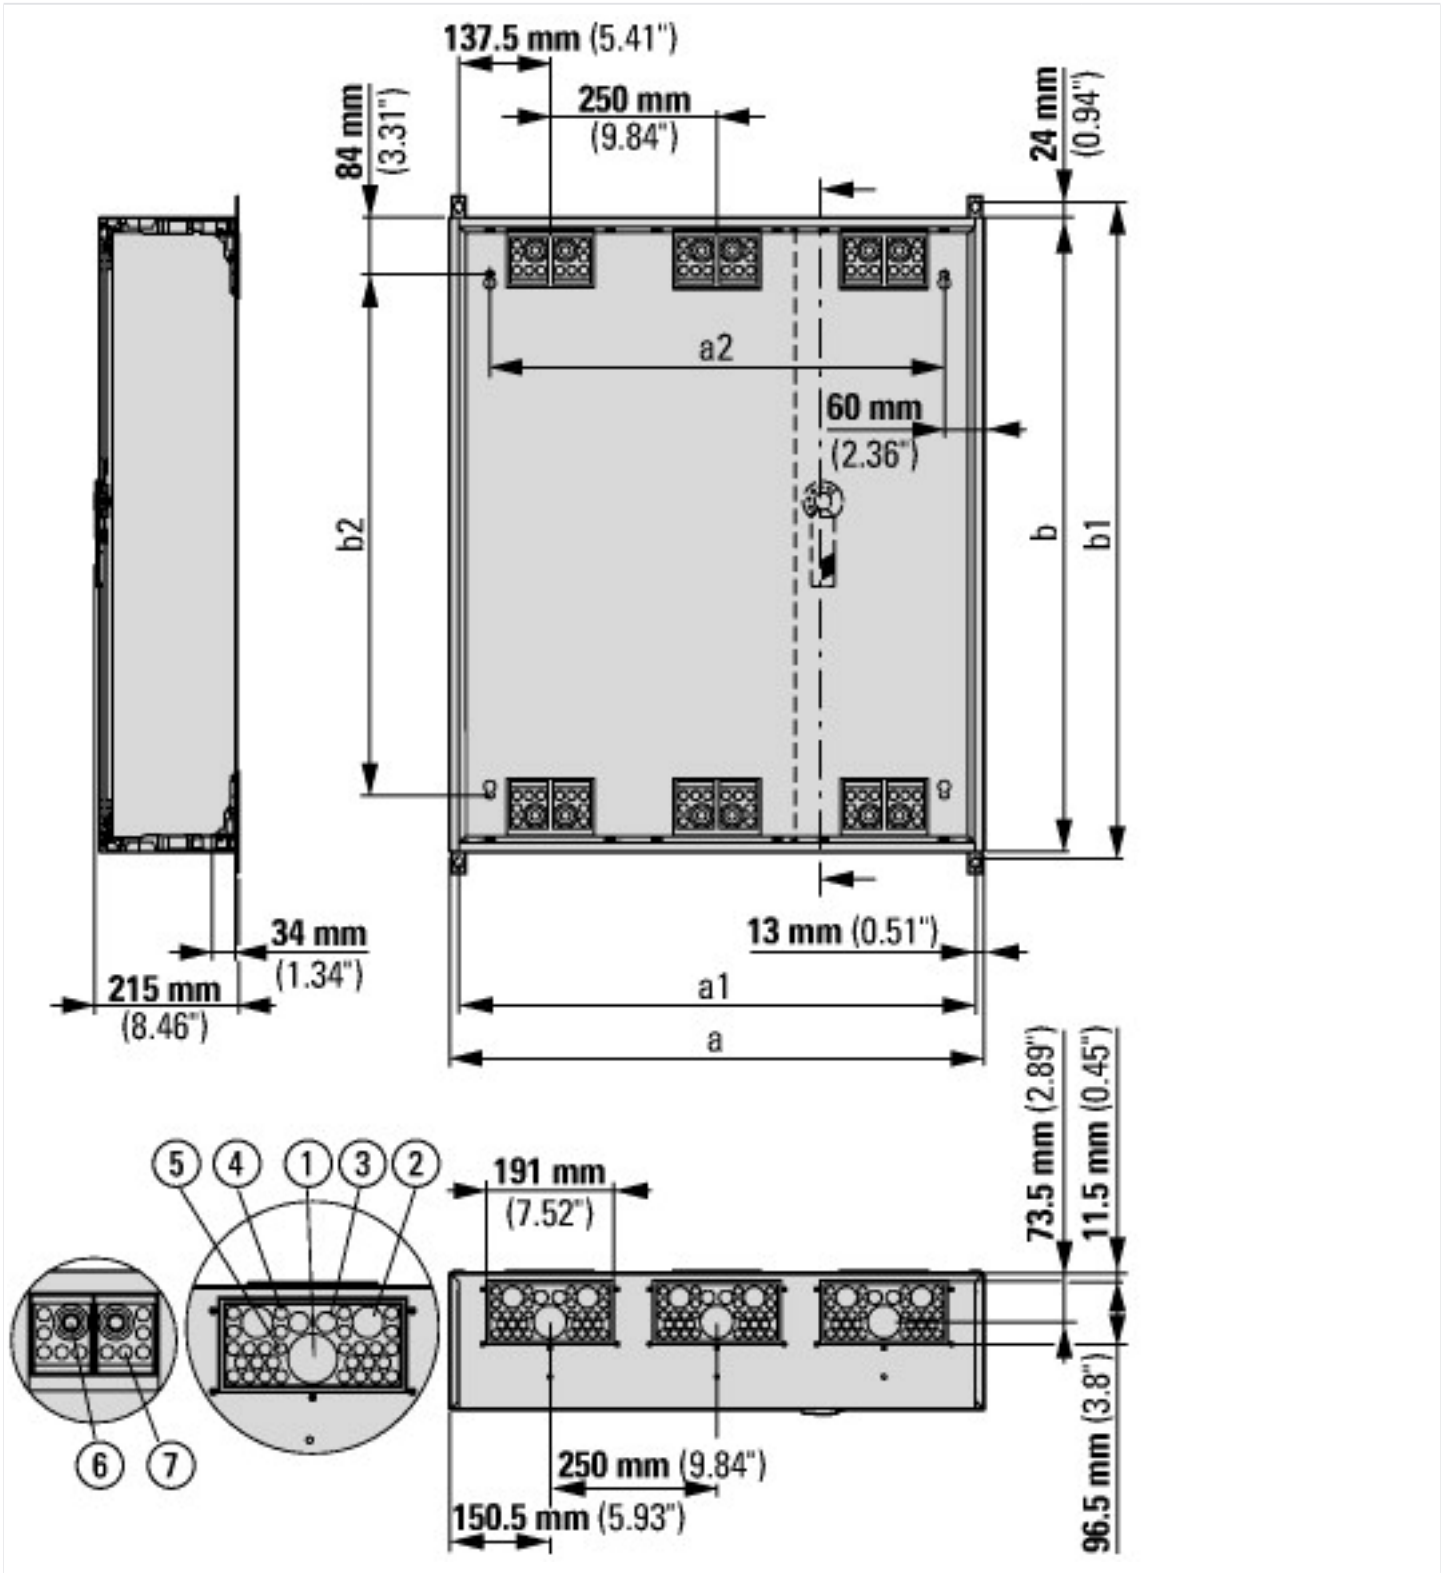 137.5 mm (5.41")
250 mm
(9.84")
84 mm
(3.31")
24 mm
(0.94")
a2
60 mm
(2.36")
b2
b
b1
34 mm
(1.34")
13 mm (0.51")
215 mm
(8.46")
a1
a
73.5 mm (2.89")
11.5 mm (0.45")
5 4 1 3 2
191 mm
(7.52")
6 7
250 mm (9.84")
150.5 mm (5.93")
96.5 mm (3.8")